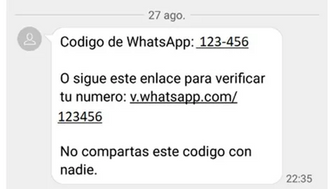 27 ago.
Codigo de WhatsApp: 123-456
O sigue este enlace para verificar
tu numero: v.whatsapp.com/
123456
No compartas este codigo con
nadie.
22:35